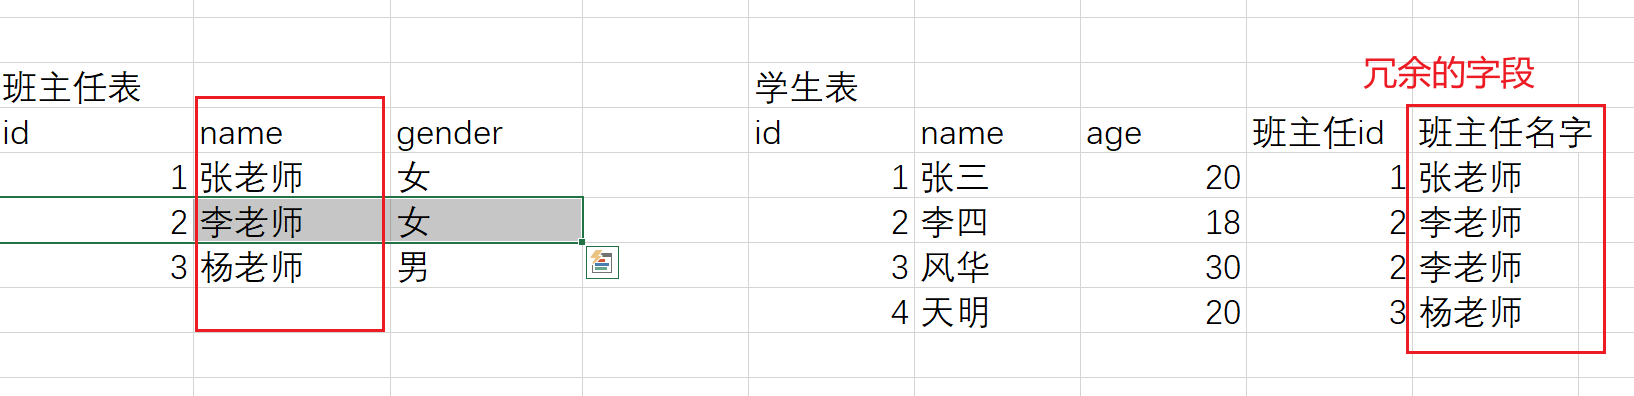 冗余的字段
班主任表 学生表
id name gender id name age 班主任id 班主任名字
1 张老师 女 1 张三 20 1 张老师
2 李老师 女 2 李四 18 2 李老师
3 杨老师 男 3 风华 30 2 李老师
4 天明 20 3 杨老师